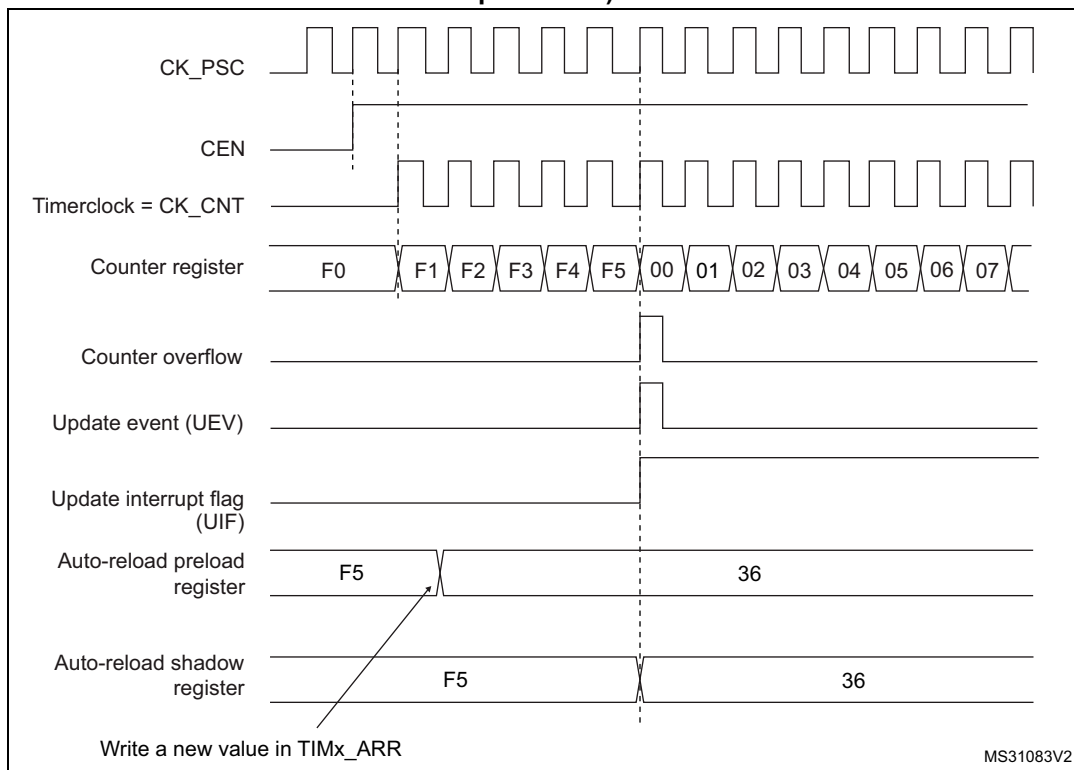 CK_PSC
CEN
Timerclock = CK_CNT
Counter register
F0 F1 F2 F3 F4 F5 00 01 02 03 04 05 06 07
Counter overflow
Update event (UEV)
Update interrupt flag
(UIF)
Auto-reload preload
register
F5 36
Auto-reload shadow
register
F5 36
Write a new value in TIMx_ARR
MS31083V2